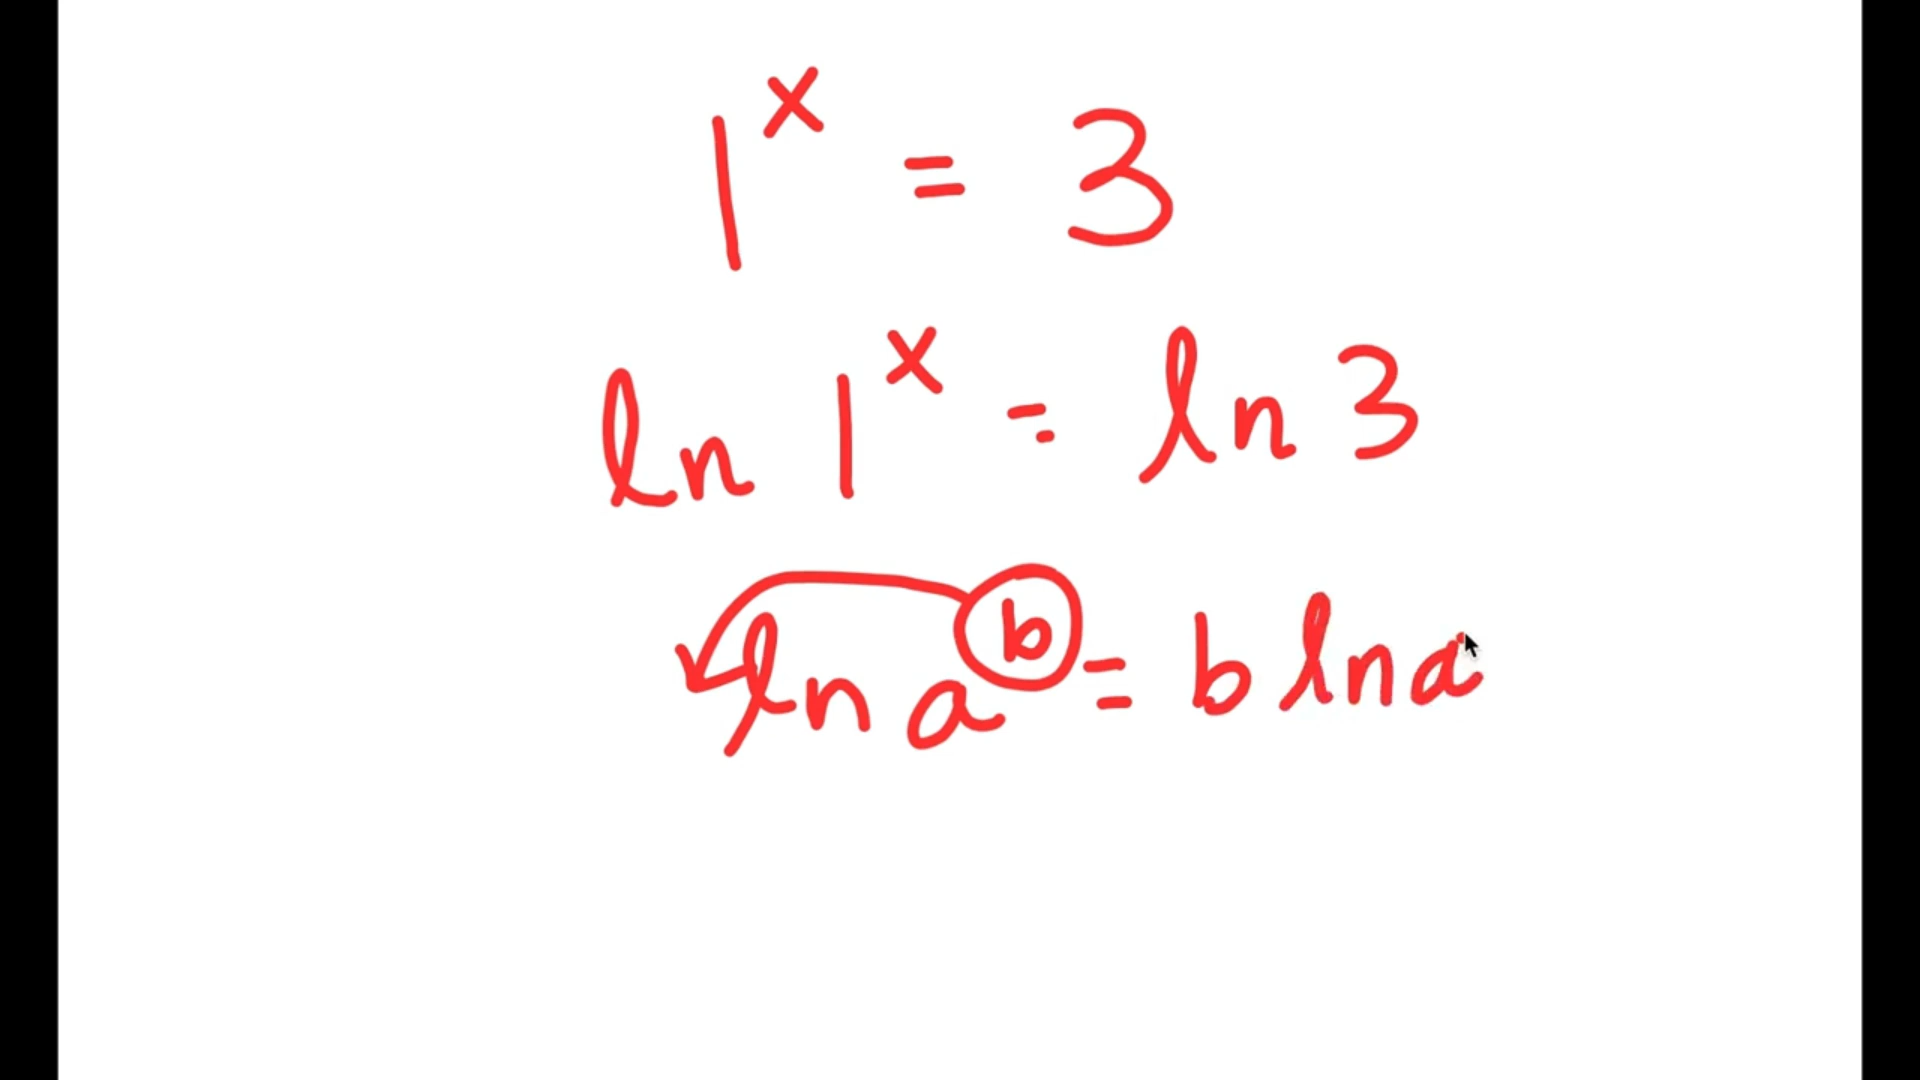 1^x = 3
ln 1^x = ln 3
ln a^b = b ln a